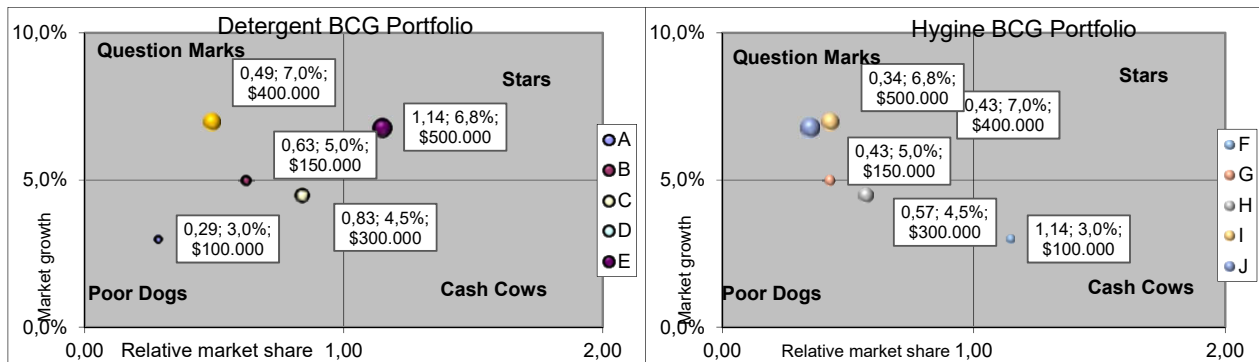 Detergent BCG Portfolio
10,0%
Question Marks
0,49; 7,0%;
$400.000
Stars
1,14; 6,8%;
$500.000
0,63; 5,0%;
$150.000
5,0%
0,29; 3,0%;
$100.000
0,83; 4,5%;
$300.000
Market growth
Poor Dogs
Cash Cows
0,0%
0,00
Relative market share
1,00
2,00
A
B
C
D
E
Hygine BCG Portfolio
10,0%
Question Marks
0,34; 6,8%;
$500.000
Stars
0,43; 7,0%;
$400.000
0,43; 5,0%;
$150.000
5,0%
0,57; 4,5%;
$300.000
1,14; 3,0%;
$100.000
Market growth
Poor Dogs
Cash Cows
0,0%
0,00
Relative market share
1,00
2,00
F
G
H
I
J